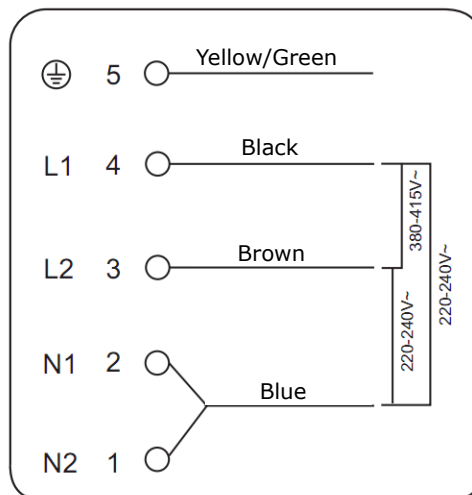 5 Yellow/Green
L1 4 Black
L2 3 Brown
N1 2
Blue
N2 1
380-415V~
220-240V~
220-240V~